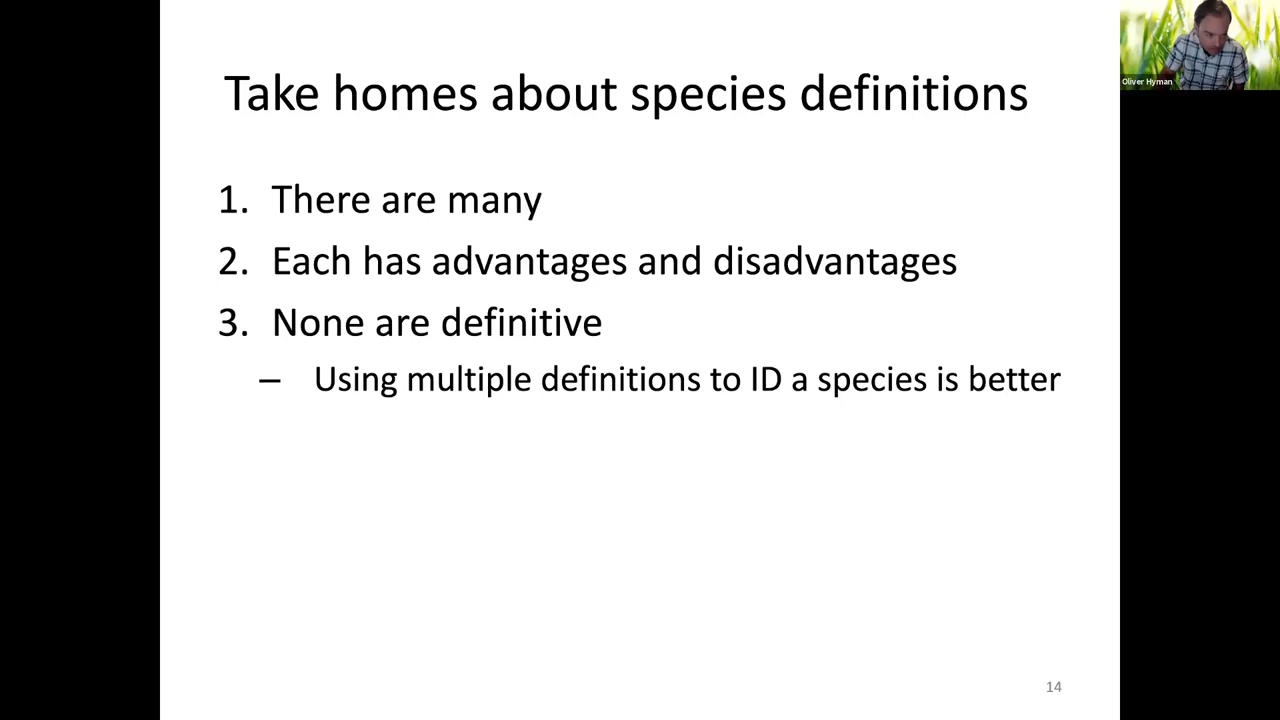 Oliver Hyman
Take homes about species definitions
1. There are many
2. Each has advantages and disadvantages
3. None are definitive
– Using multiple definitions to ID a species is better
14